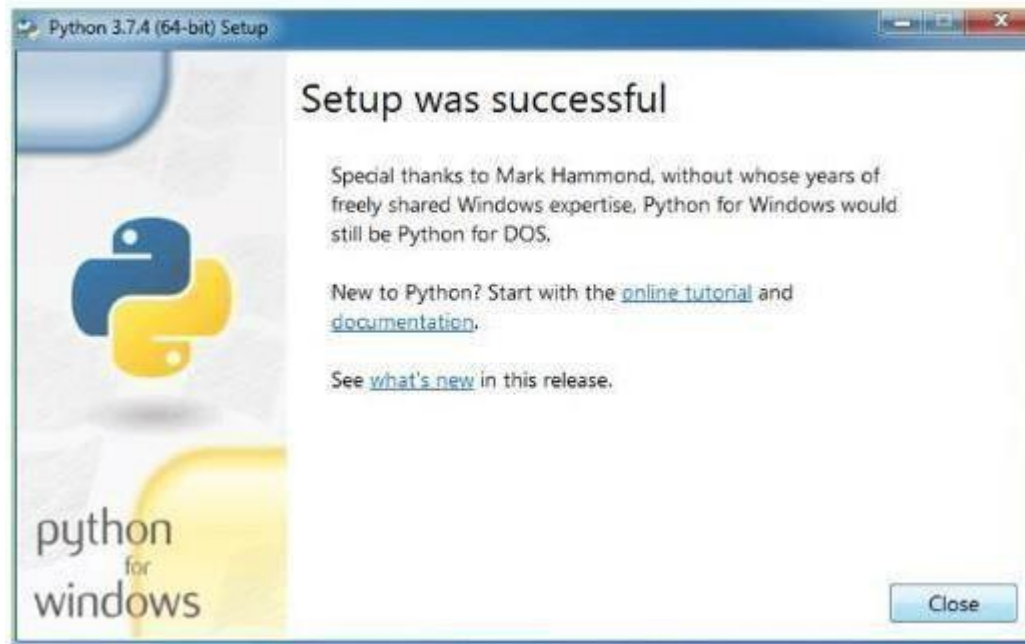 Python 3.7.4 (64-bit) Setup
Setup was successful
Special thanks to Mark Hammond, without whose years of
freely shared Windows expertise, Python for Windows would
still be Python for DOS.
New to Python? Start with the online tutorial and
documentation.
See what's new in this release.
python
for
windows
Close